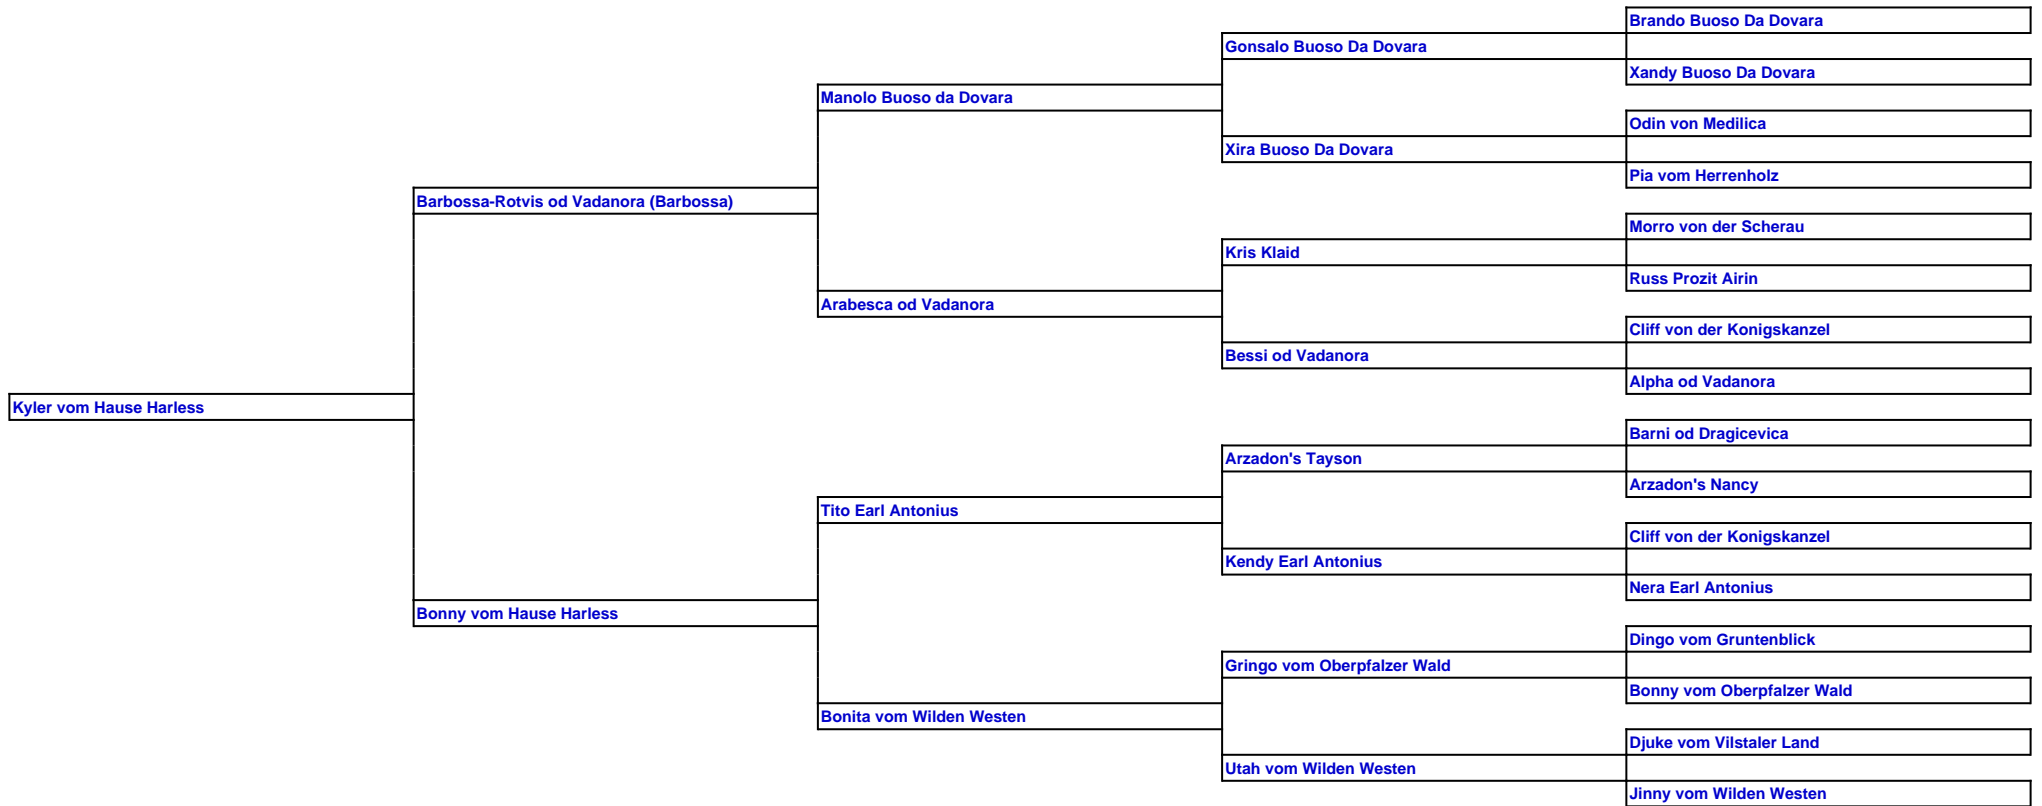 Brando Buoso Da Dovara
Gonsalo Buoso Da Dovara
Xandy Buoso Da Dovara
Manolo Buoso da Dovara
Odin von Medilica
Xira Buoso Da Dovara
Pia vom Herrenholz
Barbossa-Rotvis od Vadanora (Barbossa)
Morro von der Scherau
Kris Klaid
Russ Prozit Airin
Arabesca od Vadanora
Cliff von der Konigskanzel
Bessi od Vadanora
Alpha od Vadanora
Kyler vom Hause Harless
Barni od Dragicevica
Arzadon's Tayson
Arzadon's Nancy
Tito Earl Antonius
Cliff von der Konigskanzel
Kendy Earl Antonius
Nera Earl Antonius
Bonny vom Hause Harless
Dingo vom Gruntenblick
Gringo vom Oberpfalzer Wald
Bonny vom Oberpfalzer Wald
Bonita vom Wilden Westen
Djuke vom Vilstaler Land
Utah vom Wilden Westen
Jinny vom Wilden Westen